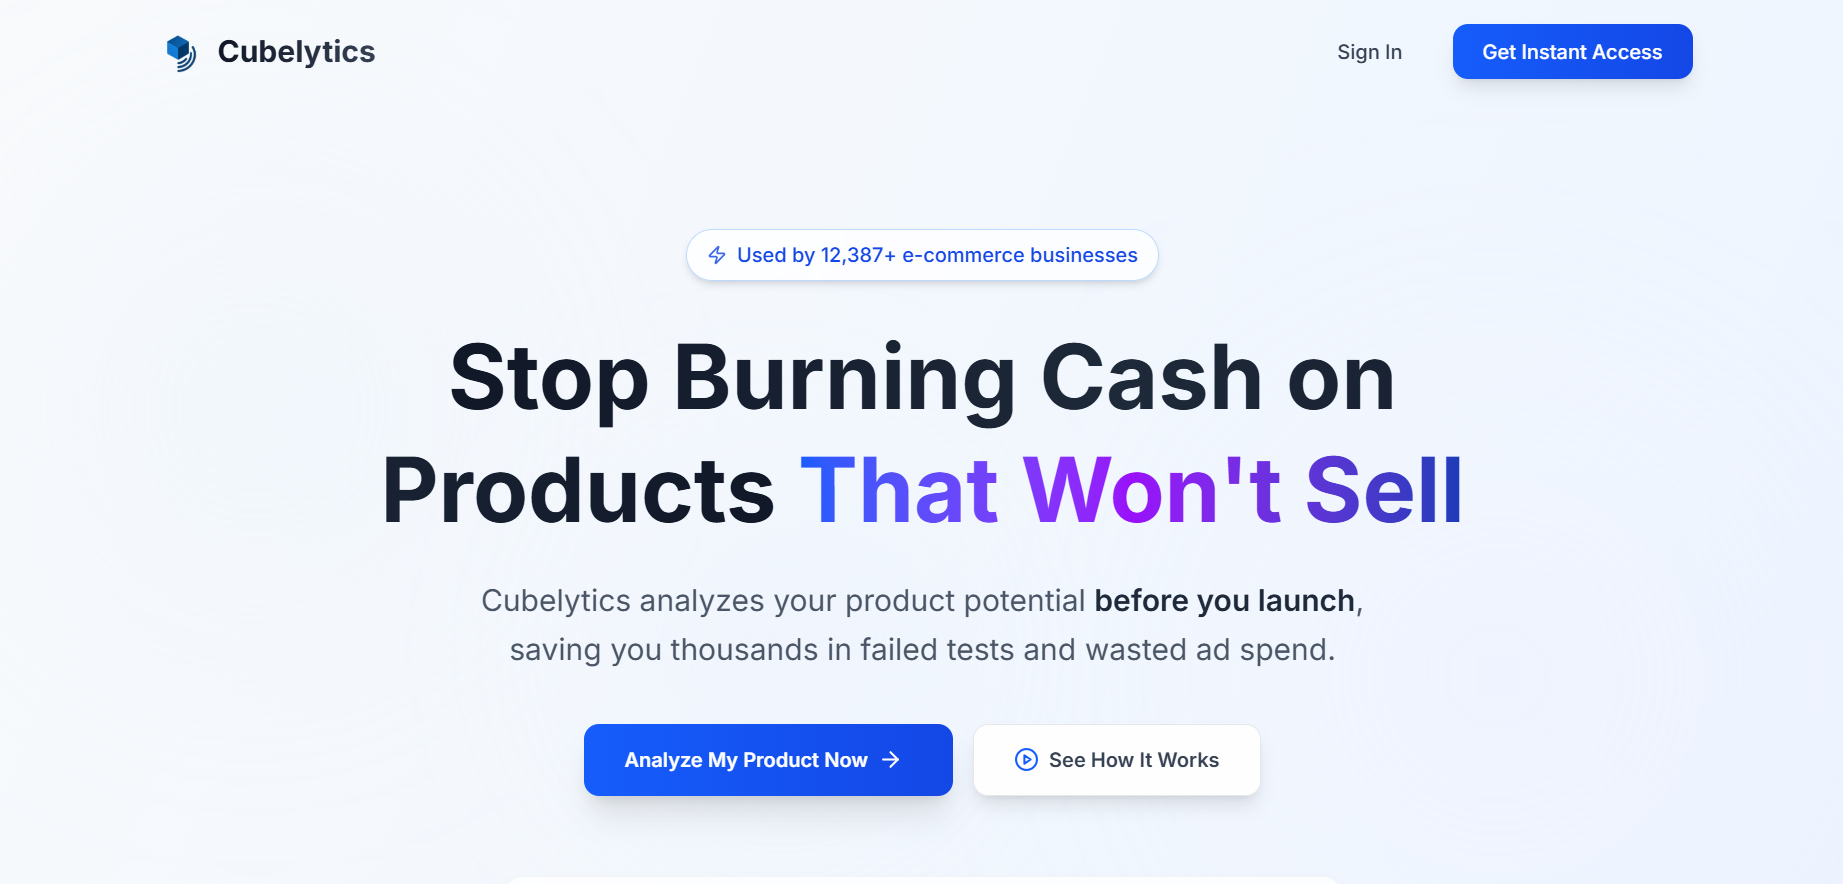 Cubelytics
Sign In
Get Instant Access
Used by 12,387+ e-commerce businesses
Stop Burning Cash on
Products That Won't Sell
Cubelytics analyzes your product potential before you launch,
saving you thousands in failed tests and wasted ad spend.
Analyze My Product Now
See How It Works